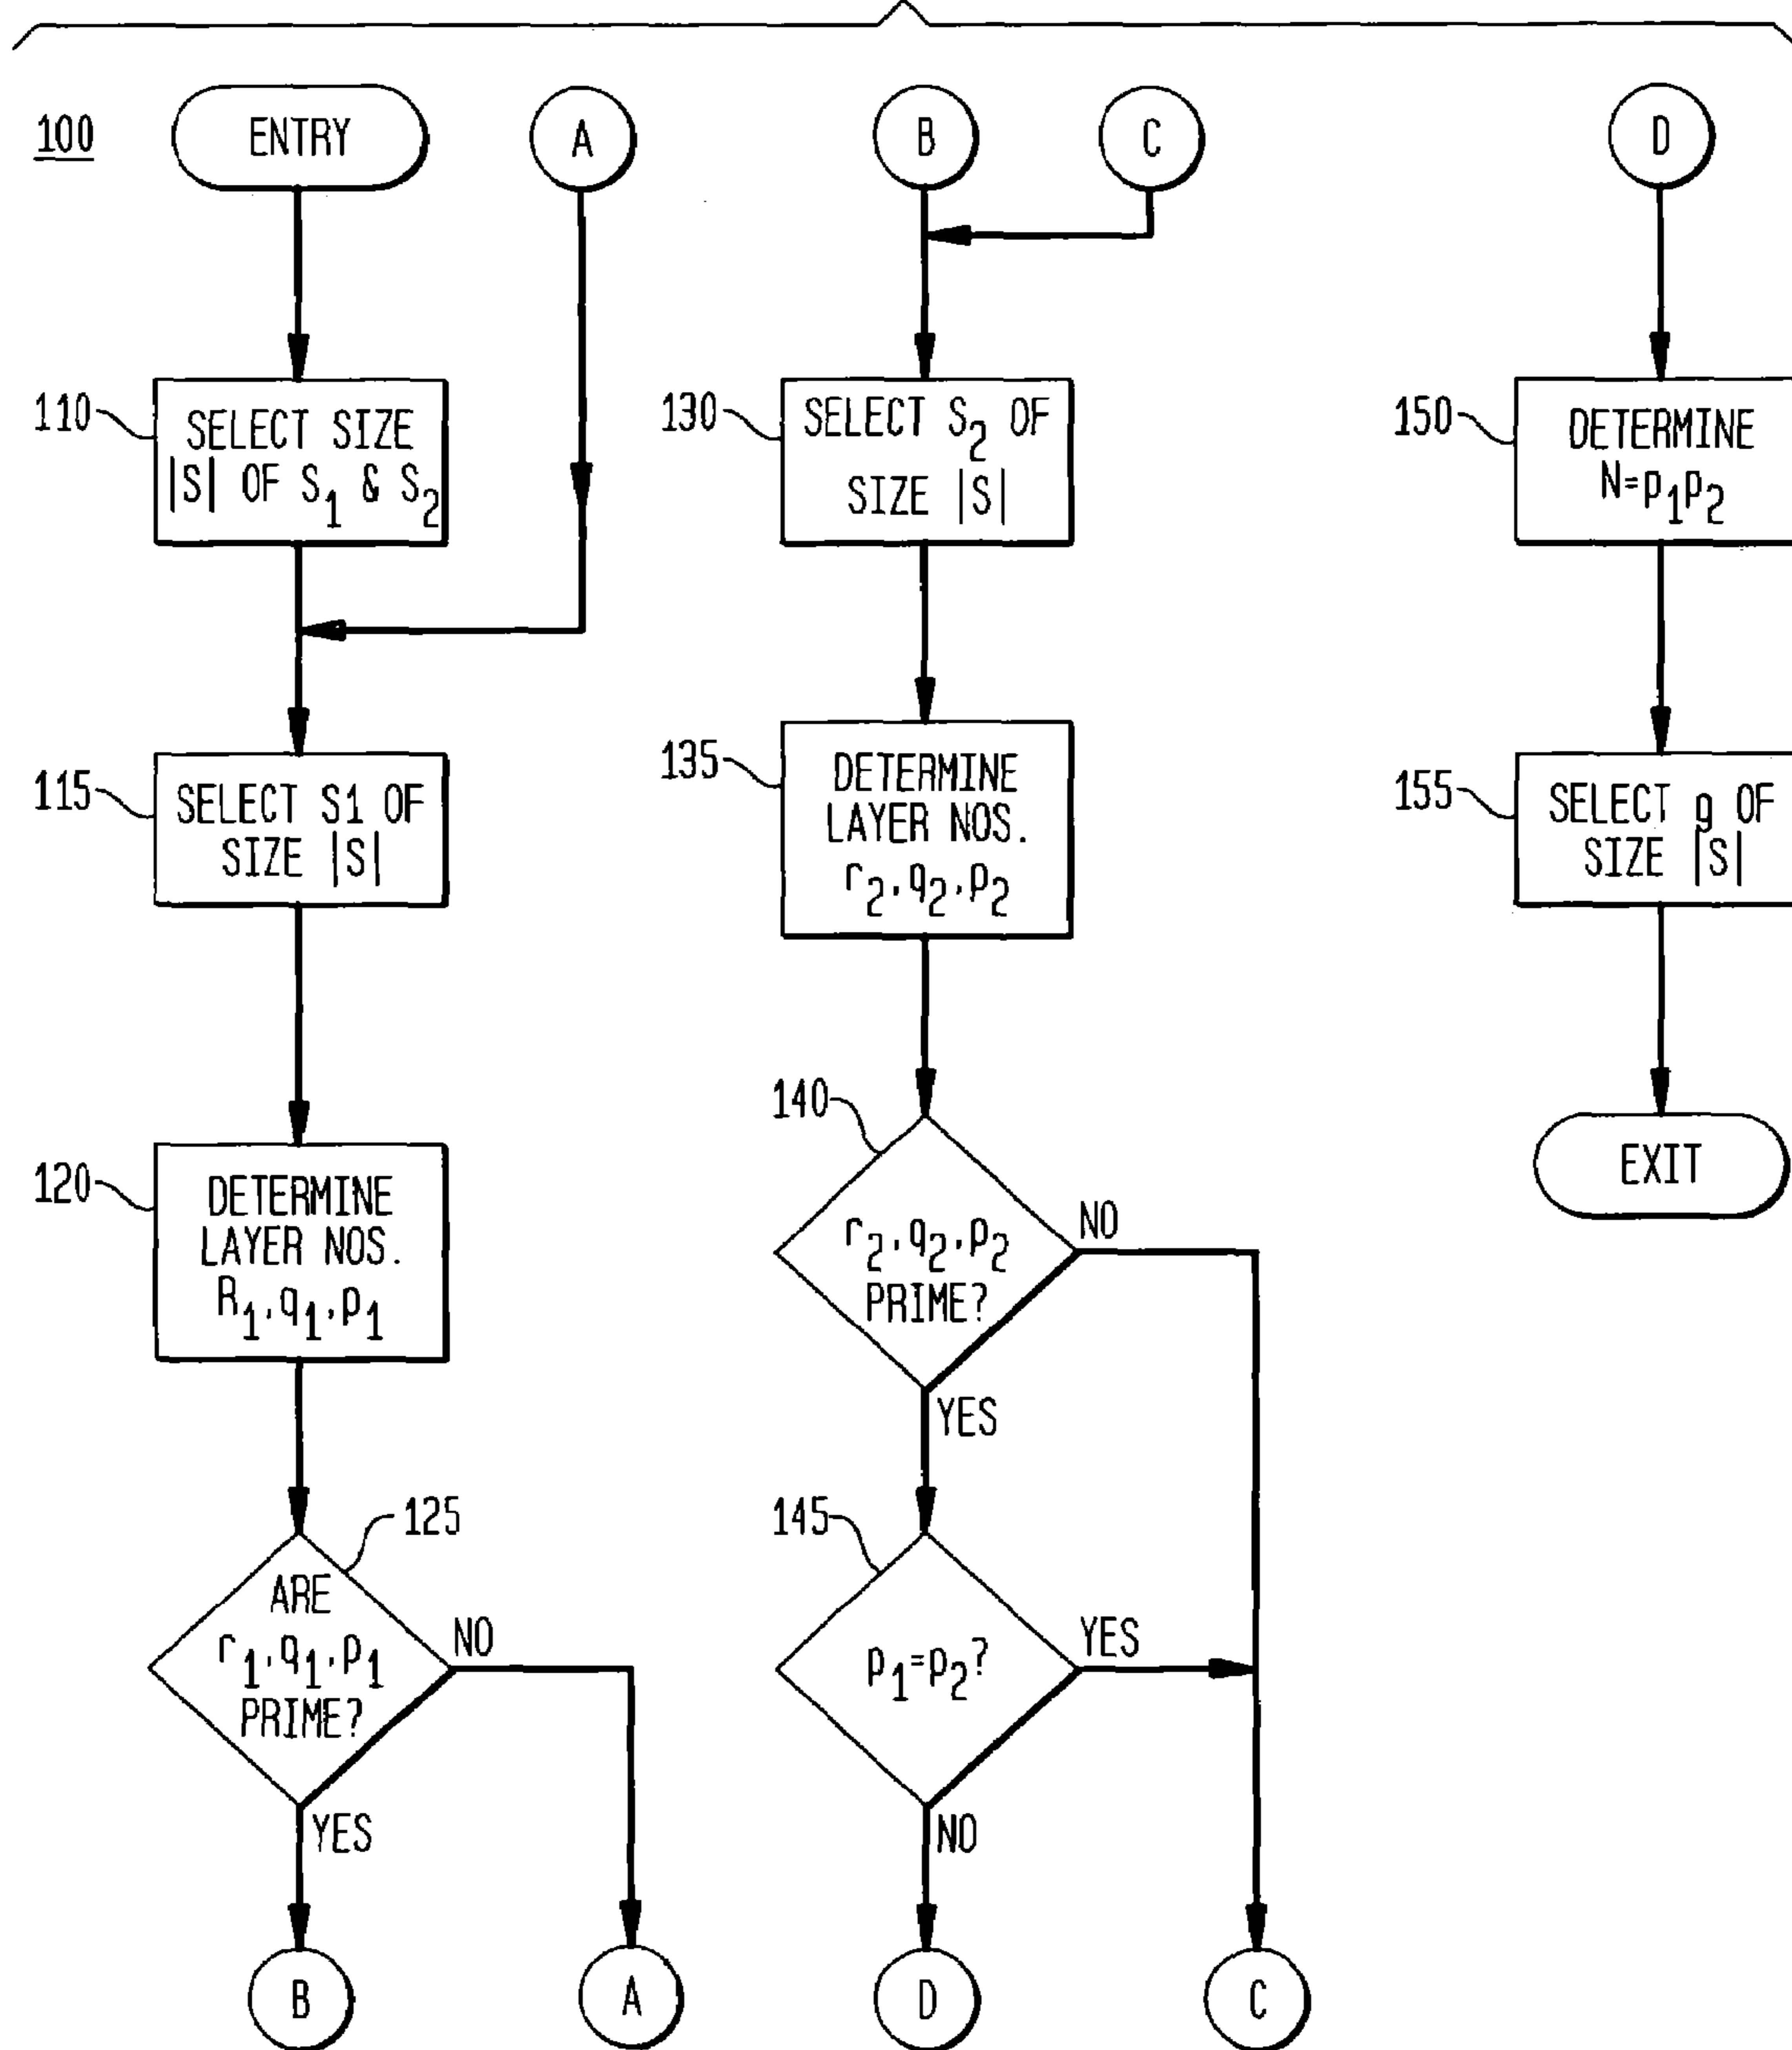 100
ENTRY
A
110
SELECT SIZE
|S| OF S₁ & S₂
115
SELECT S1 OF
SIZE |S|
120
DETERMINE
LAYER NOS.
R₁,q₁,p₁
125
ARE
r₁,q₁,p₁
PRIME?
NO
YES
B
A
B
C
130
SELECT S₂ OF
SIZE |S|
135
DETERMINE
LAYER NOS.
r₂,q₂,p₂
140
r₂,q₂,p₂
PRIME?
NO
YES
145
p₁=p₂?
YES
NO
D
C
D
150
DETERMINE
N=p₁p₂
155
SELECT g OF
SIZE |S|
EXIT